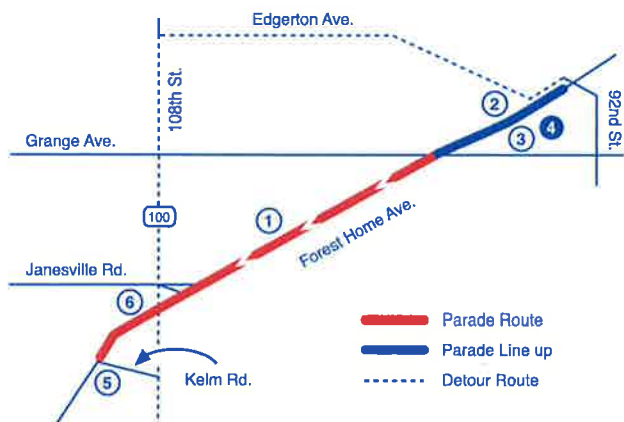 Edgerton Ave.
108th St.
92nd St.
2
3
4
Grange Ave.
100
1
Forest Home Ave.
Janesville Rd.
6
5
Kelm Rd.
Parade Route
Parade Line up
Detour Route